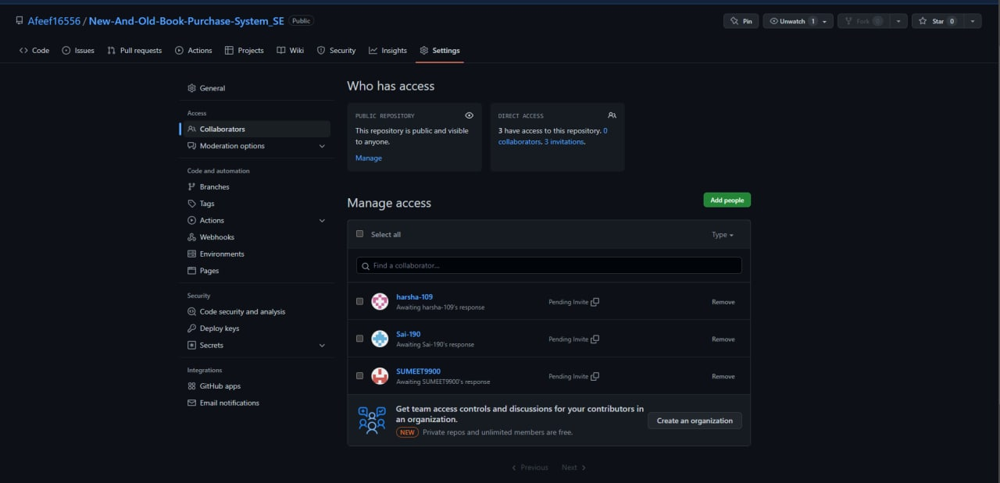 Afeef16556 / New-And-Old-Book-Purchase-System_SE Public
Pin Unwatch 1 Fork 0 Star 0
Code Issues Pull requests Actions Projects Wiki Security Insights Settings
General
Access
Collaborators
Moderation options
Code and automation
Branches
Tags
Actions
Webhooks
Environments
Pages
Security
Code security and analysis
Deploy keys
Secrets
Integrations
GitHub apps
Email notifications
Who has access
PUBLIC REPOSITORY
This repository is public and visible
to anyone.
Manage
DIRECT ACCESS
3 have access to this repository. 0
collaborators. 3 invitations.
Manage access
Add people
Select all Type
Find a collaborator...
harsha-109
Awaiting harsha-109's response
Pending Invite Remove
Sai-190
Awaiting Sai-190's response
Pending Invite Remove
SUMEET9900
Awaiting SUMEET9900's response
Pending Invite Remove
Get team access controls and discussions for your contributors in
an organization.
NEW Private repos and unlimited members are free.
Create an organization
Previous Next